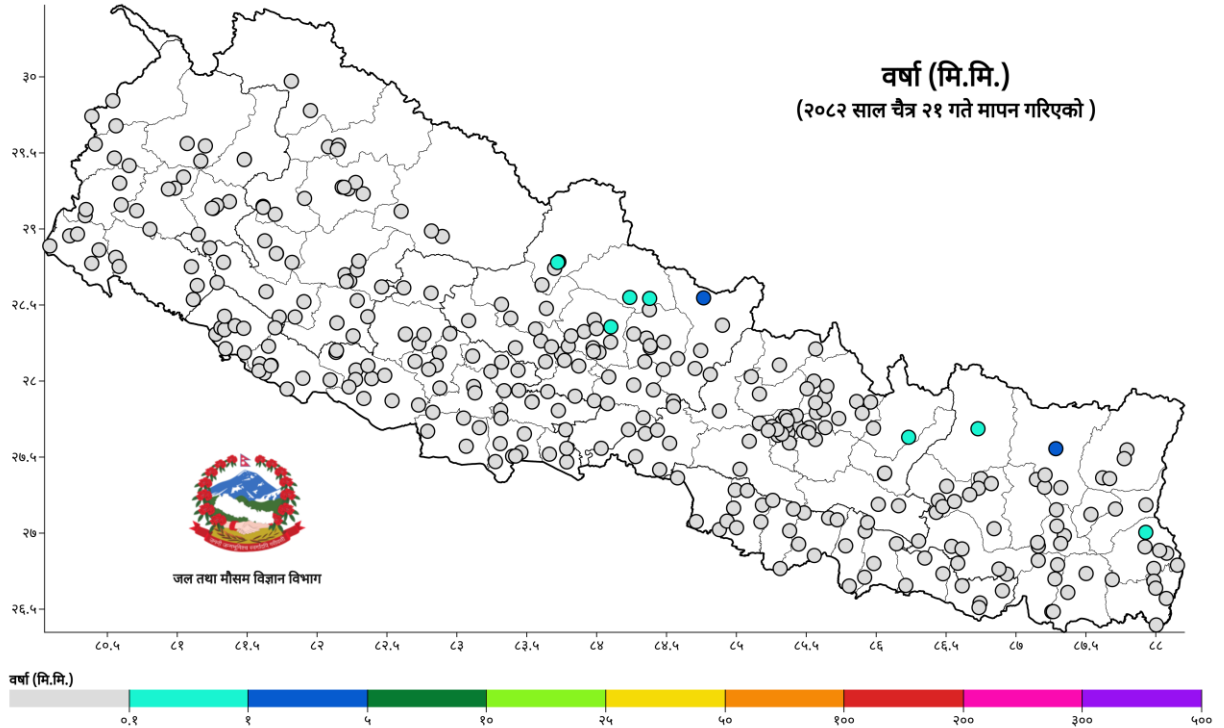 वर्षा (मि.मि.)
(२०८२ साल चैत्र २१ गते मापन गरिएको )
३०
२९.५
२९
२८.५
२८
२७.५
२७
२६.५
जल तथा मौसम विज्ञान विभाग
८०.५ ८१ ८१.५ ८२ ८२.५ ८३ ८३.५ ८४ ८४.५ ८५ ८५.५ ८६ ८६.५ ८७ ८७.५ ८८
वर्षा (मि.मि.)
०.१ १ ५ १० २५ ५० १०० २०० ३०० ५००